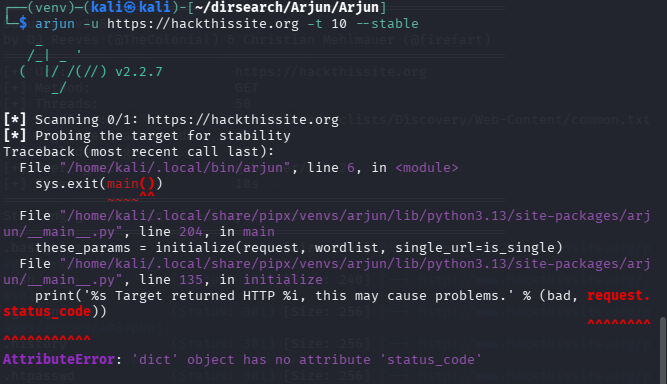 ┌──(venv)─(kali㉿kali)-[~/dirsearch/Arjun/Arjun]
└─$ arjun -u https://hackthissite.org -t 10 --stable
    _
   /_| _ '
  (  |/ /(//) v2.2.7
      _/
[*] Scanning 0/1: https://hackthissite.org
[*] Probing the target for stability
Traceback (most recent call last):
  File "/home/kali/.local/bin/arjun", line 6, in <module>
    sys.exit(main())
             ~~~~^^
  File "/home/kali/.local/share/pipx/venvs/arjun/lib/python3.13/site-packages/arj
un/__main__.py", line 204, in main
    these_params = initialize(request, wordlist, single_url=is_single)
  File "/home/kali/.local/share/pipx/venvs/arjun/lib/python3.13/site-packages/arj
un/__main__.py", line 135, in initialize
    print('%s Target returned HTTP %i, this may cause problems.' % (bad, request.
status_code))
                                                                         ^^^^^^^^
^^^^^^^^^^^
AttributeError: 'dict' object has no attribute 'status_code'